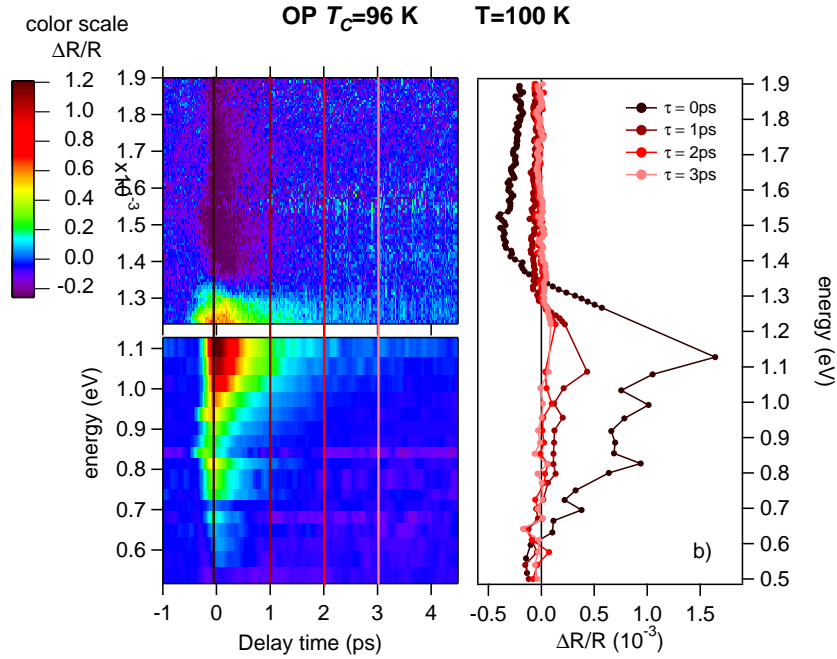 OP T_C=96 K T=100 K
color scale
ΔR/R
1.2
1.0
0.8
0.6
0.4
0.2
0.0
-0.2
x10^-3
1.9
1.8
1.7
1.6
1.5
1.4
1.3
1.1
1.0
0.9
0.8
0.7
0.6
energy (eV)
-1 0 1 2 3 4
Delay time (ps)
τ = 0ps
τ = 1ps
τ = 2ps
τ = 3ps
b)
1.9
1.8
1.7
1.6
1.5
1.4
1.3
1.2
1.1
1.0
0.9
0.8
0.7
0.6
0.5
energy (eV)
energy (eV)
-0.5 0.0 0.5 1.0 1.5
ΔR/R (10^-3)